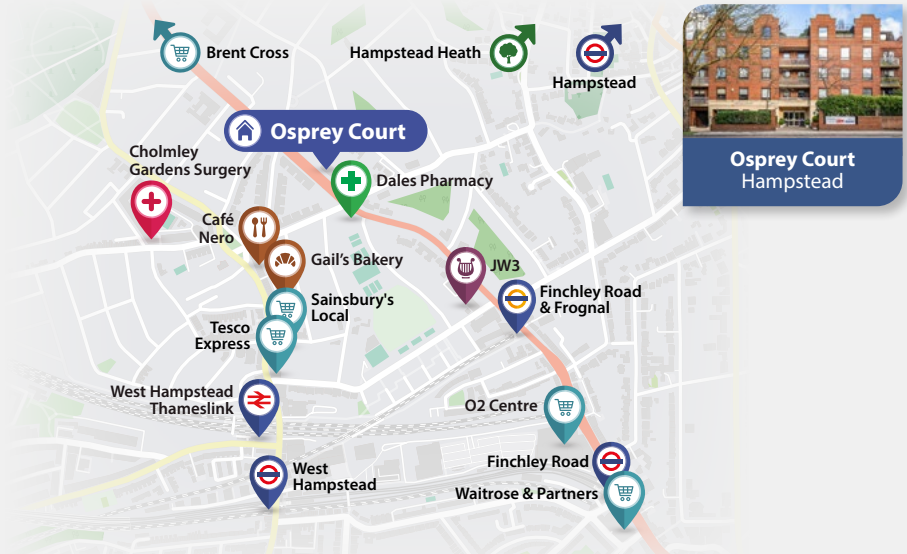 Brent Cross
Hampstead Heath
Hampstead
Osprey Court
Osprey Court
Hampstead
Cholmley
Gardens Surgery
Dales Pharmacy
Café
Nero
Gail's Bakery
JW3
Sainsbury's
Local
Finchley Road
& Frognal
Tesco
Express
West Hampstead
Thameslink
O2 Centre
Finchley Road
West
Hampstead
Waitrose & Partners